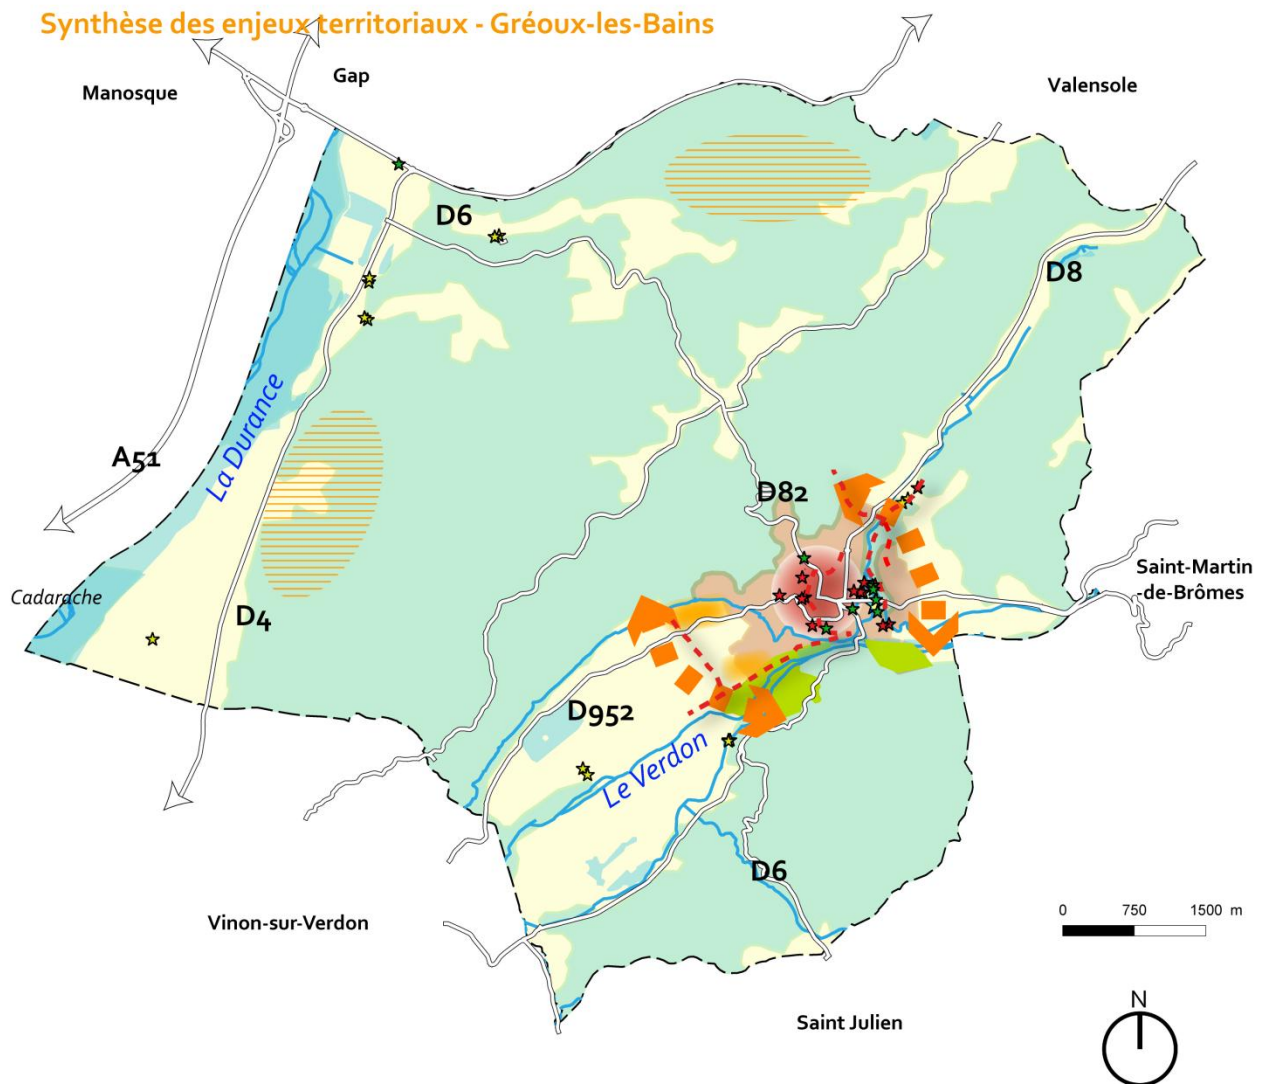 Synthèse des enjeux territoriaux - Gréoux-les-Bains
Gap
Manosque
Valensole
D6
D8
La Durance
A51
D82
Saint-Martin
-de-Brômes
Cadarache
D4
D952
Le Verdon
D6
Vinon-sur-Verdon
0 750 1500 m
Saint Julien
N